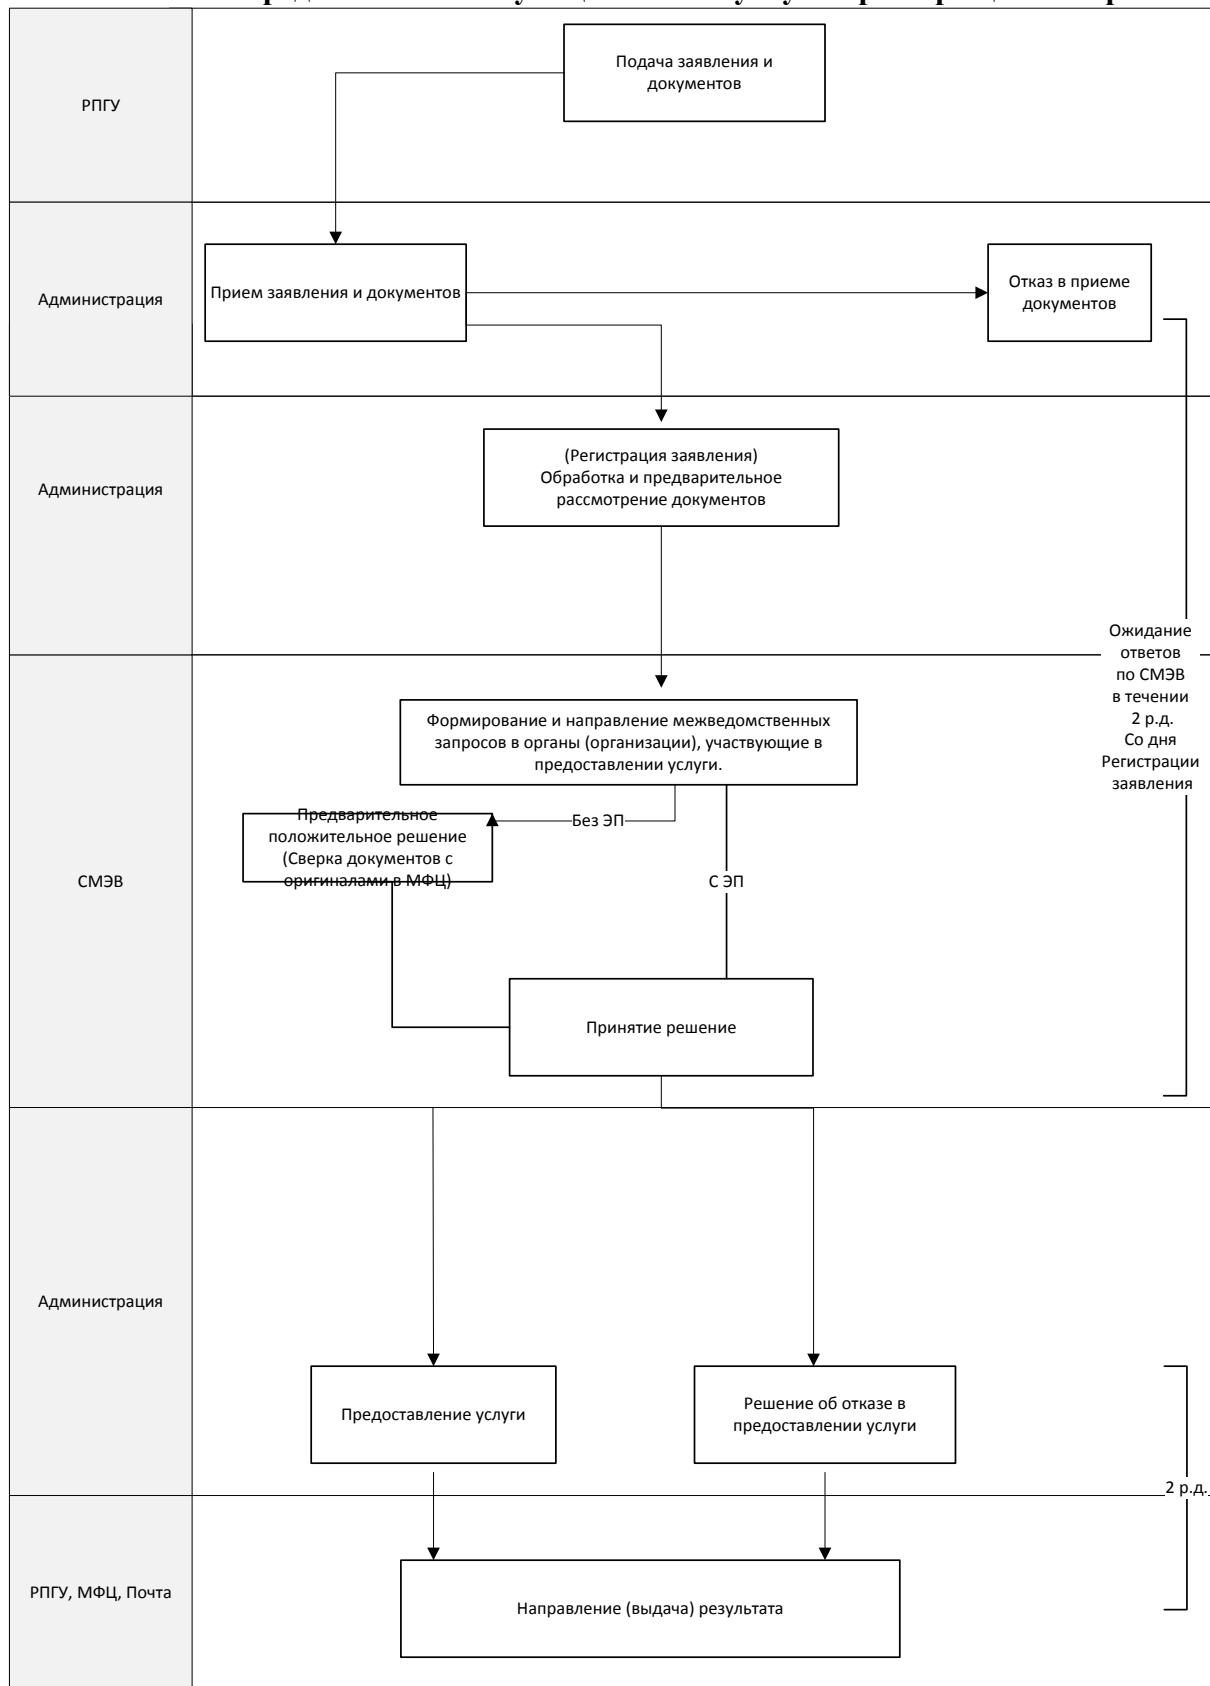 РПГУ
Подача заявления и
документов
Администрация
Прием заявления и документов
Отказ в приеме
документов
Администрация
(Регистрация заявления)
Обработка и предварительное
рассмотрение документов
Ожидание
ответов
по СМЭВ
в течении
2 р.д.
Со дня
Регистрации
заявления
СМЭВ
Формирование и направление межведомственных
запросов в органы (организации), участвующие в
предоставлении услуги.
Без ЭП
Предварительное
положительное решение
(Сверка документов с
оригиналами в МФЦ)
С ЭП
Принятие решение
Администрация
Предоставление услуги
Решение об отказе в
предоставлении услуги
2 р.д.
РПГУ, МФЦ, Почта
Направление (выдача) результата